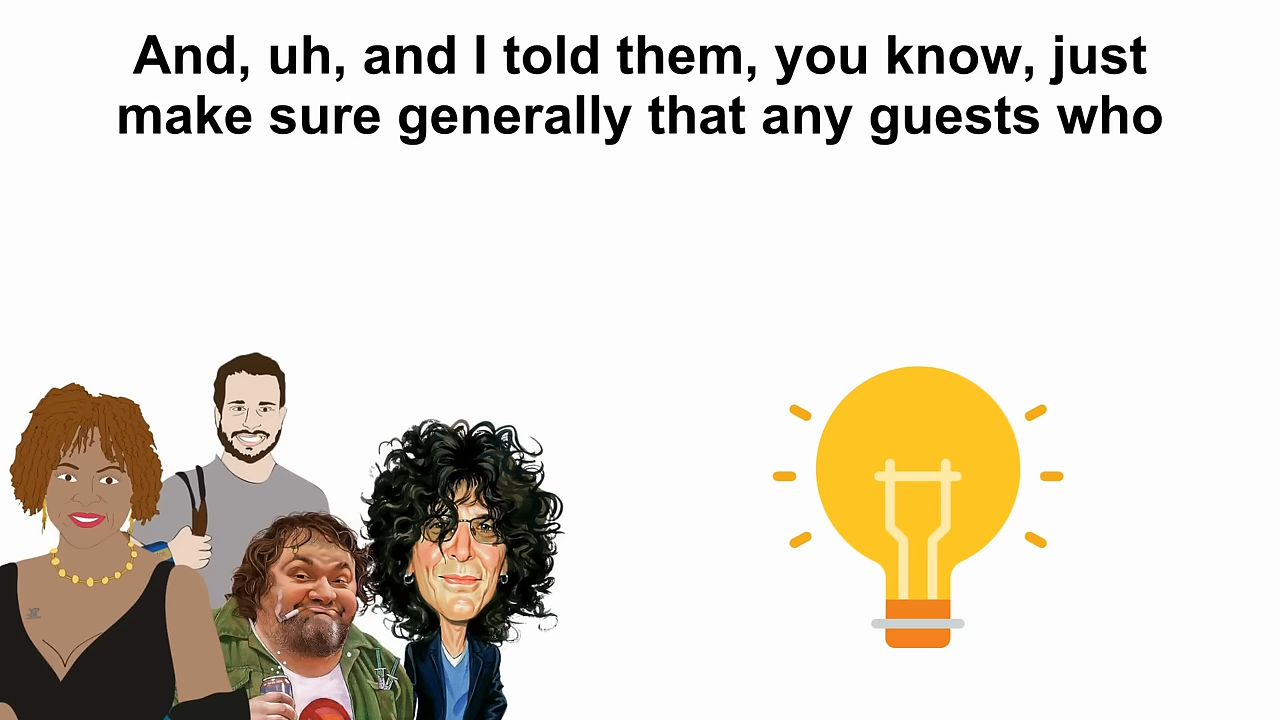 And, uh, and I told them, you know, just
make sure generally that any guests who